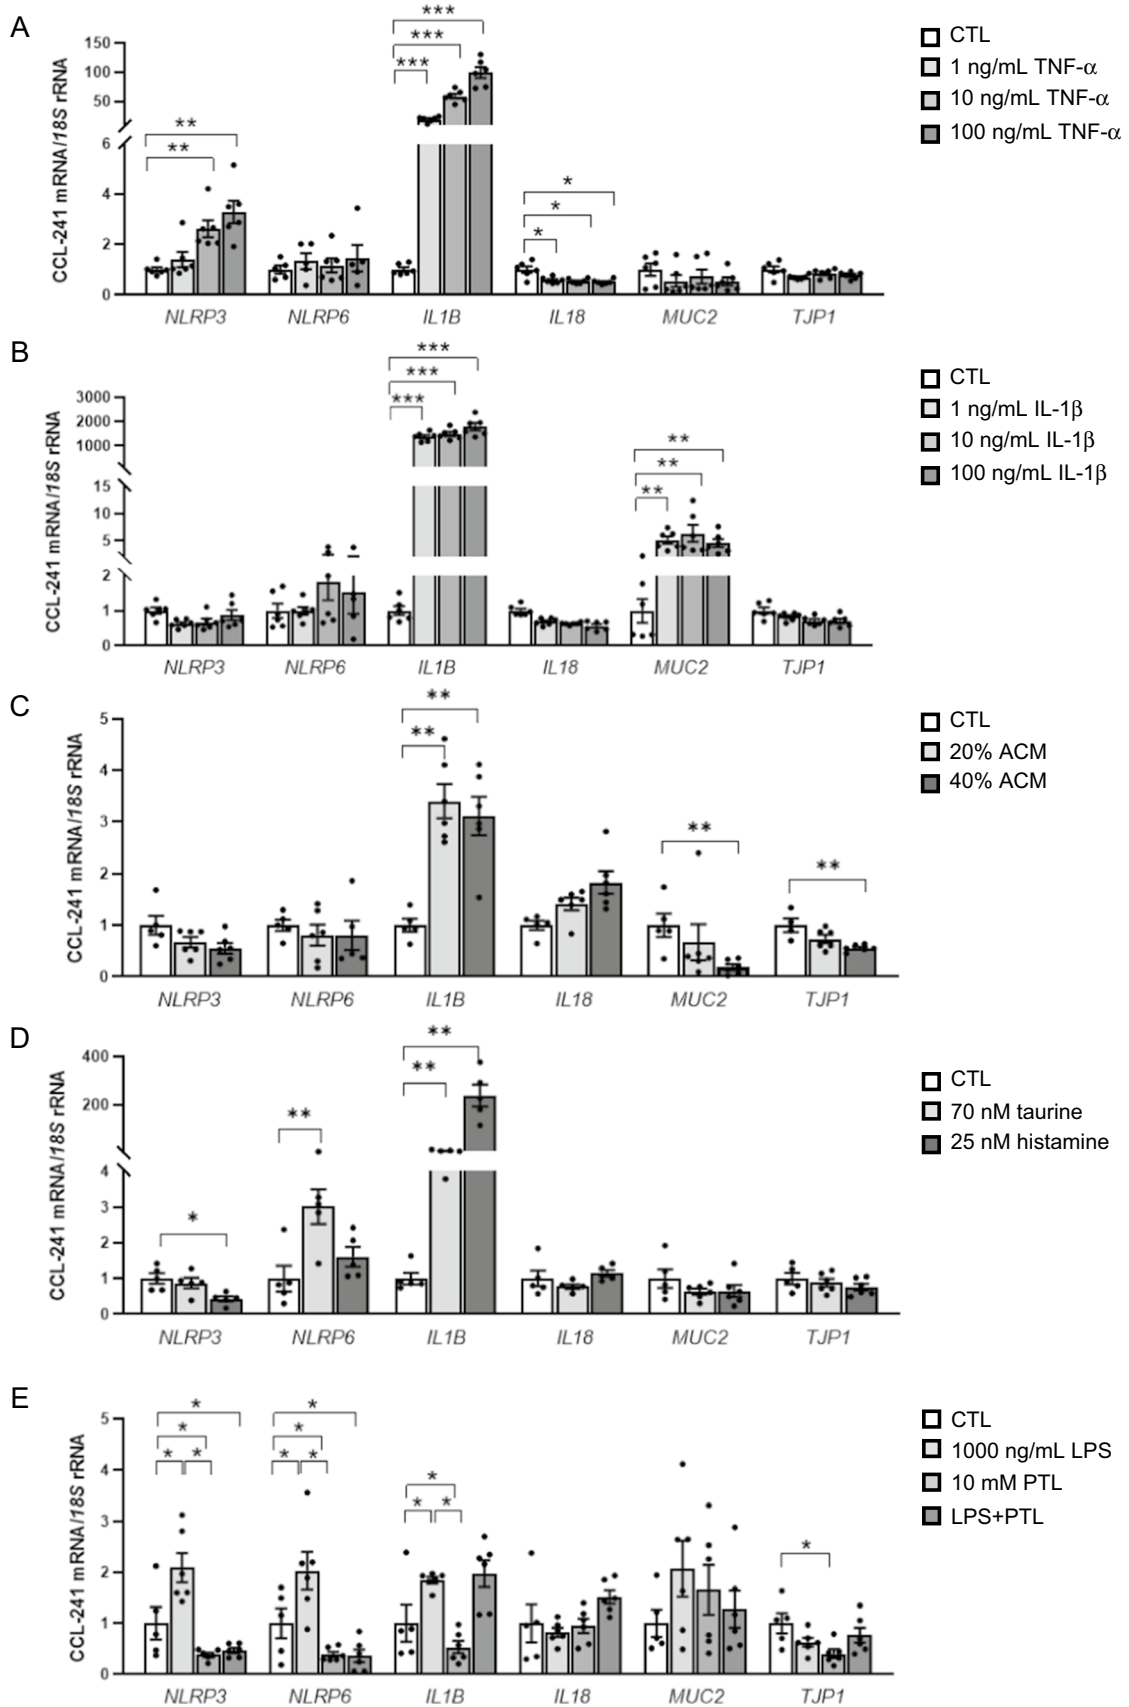 A
CCL-241 mRNA/18S rRNA
150
100
50
6
4
2
0
**
**
***
***
***
*
*
*
NLRP3 NLRP6 IL1B IL18 MUC2 TJP1
CTL
1 ng/mL TNF-α
10 ng/mL TNF-α
100 ng/mL TNF-α
B
CCL-241 mRNA/18S rRNA
3000
2000
1000
15
10
5
2
1
0
***
***
***
**
**
**
NLRP3 NLRP6 IL1B IL18 MUC2 TJP1
CTL
1 ng/mL IL-1β
10 ng/mL IL-1β
100 ng/mL IL-1β
C
CCL-241 mRNA/18S rRNA
5
4
3
2
1
0
**
**
**
**
NLRP3 NLRP6 IL1B IL18 MUC2 TJP1
CTL
20% ACM
40% ACM
D
CCL-241 mRNA/18S rRNA
400
200
4
3
2
1
0
*
**
**
**
NLRP3 NLRP6 IL1B IL18 MUC2 TJP1
CTL
70 nM taurine
25 nM histamine
E
CCL-241 mRNA/18S rRNA
5
4
3
2
1
0
*
*
* *
*
*
* *
*
* *
*
NLRP3 NLRP6 IL1B IL18 MUC2 TJP1
CTL
1000 ng/mL LPS
10 mM PTL
LPS+PTL